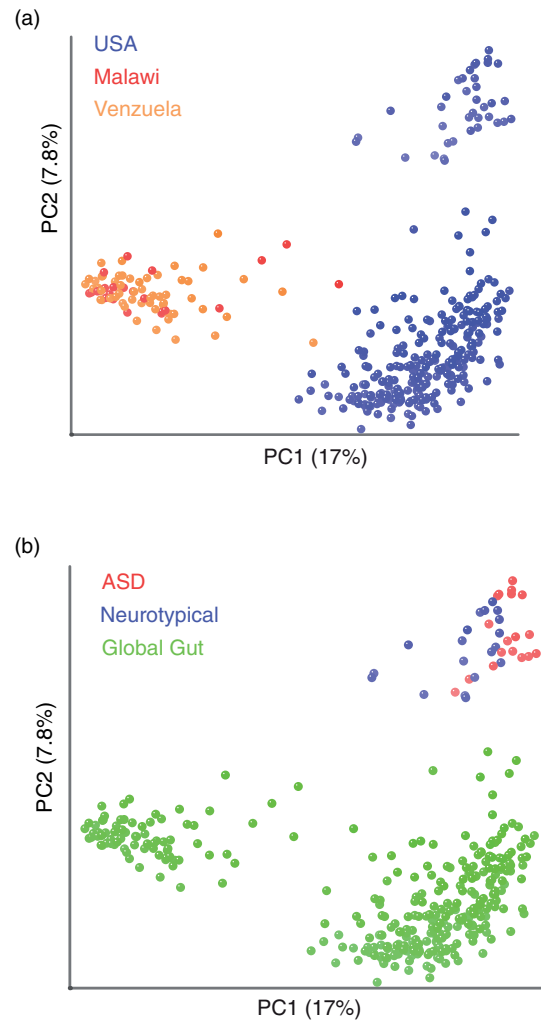 (a)
USA
Malawi
Venzuela
PC2 (7.8%)
PC1 (17%)
(b)
ASD
Neurotypical
Global Gut
PC2 (7.8%)
PC1 (17%)